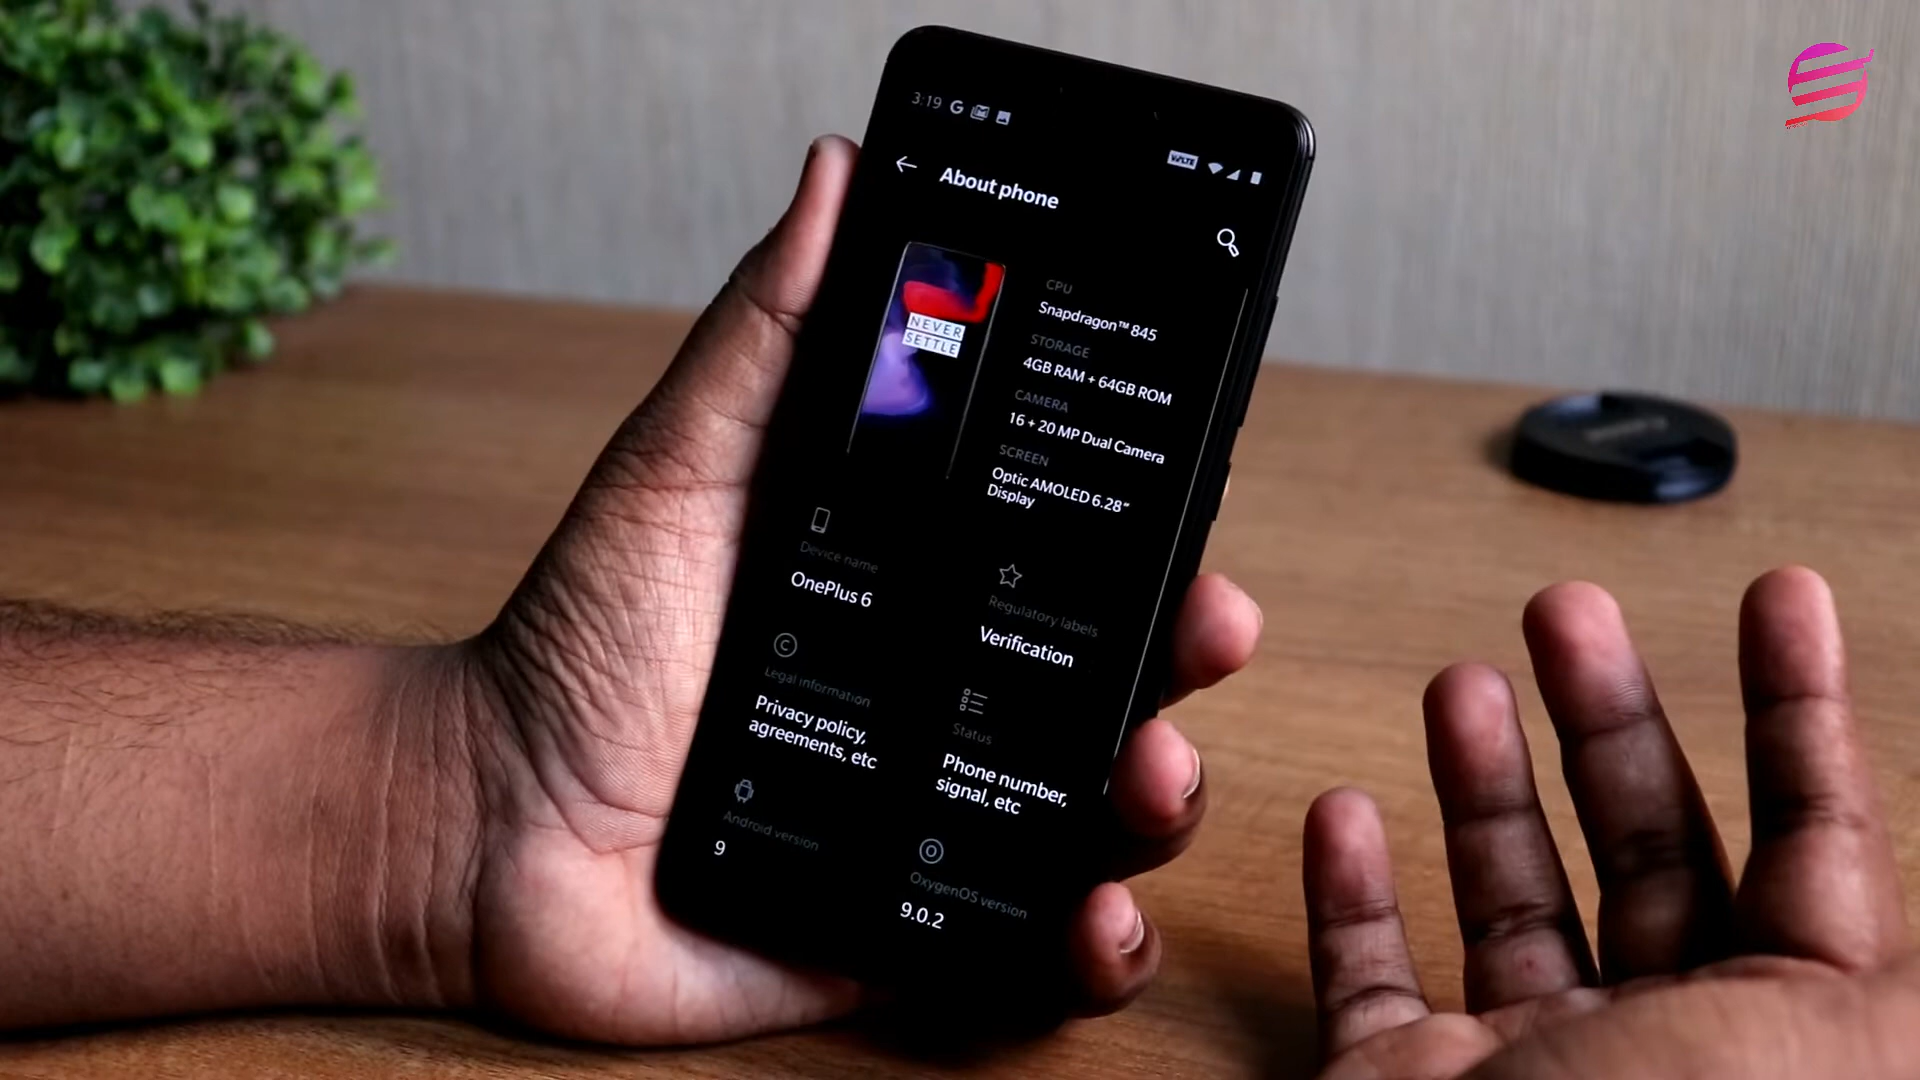 3:19
VoLTE
About phone
NEVER
SETTLE
CPU
Snapdragon™ 845
STORAGE
4GB RAM + 64GB ROM
CAMERA
16 + 20 MP Dual Camera
SCREEN
Optic AMOLED 6.28"
Display
Device name
OnePlus 6
Regulatory labels
Verification
Legal information
Privacy policy,
agreements, etc
Status
Phone number,
signal, etc
Android version
9
OxygenOS version
9.0.2